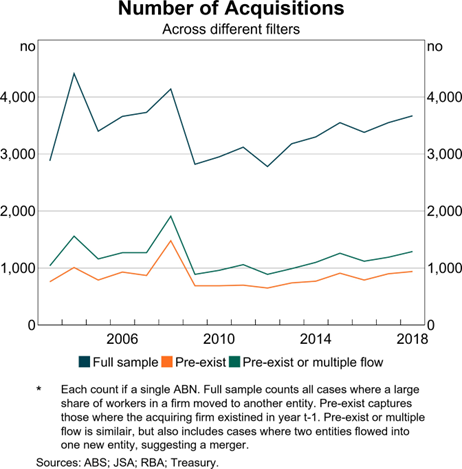 Number of Acquisitions
Across different filters
no no
4,000 4,000
3,000 3,000
2,000 2,000
1,000 1,000
0 0
2006 2010 2014 2018
Full sample Pre-exist Pre-exist or multiple flow
* Each count if a single ABN. Full sample counts all cases where a large
share of workers in a firm moved to another entity. Pre-exist captures
those where the acquiring firm existined in year t-1. Pre-exist or multiple
flow is similair, but also includes cases where two entities flowed into
one new entity, suggesting a merger.
Sources: ABS; JSA; RBA; Treasury.